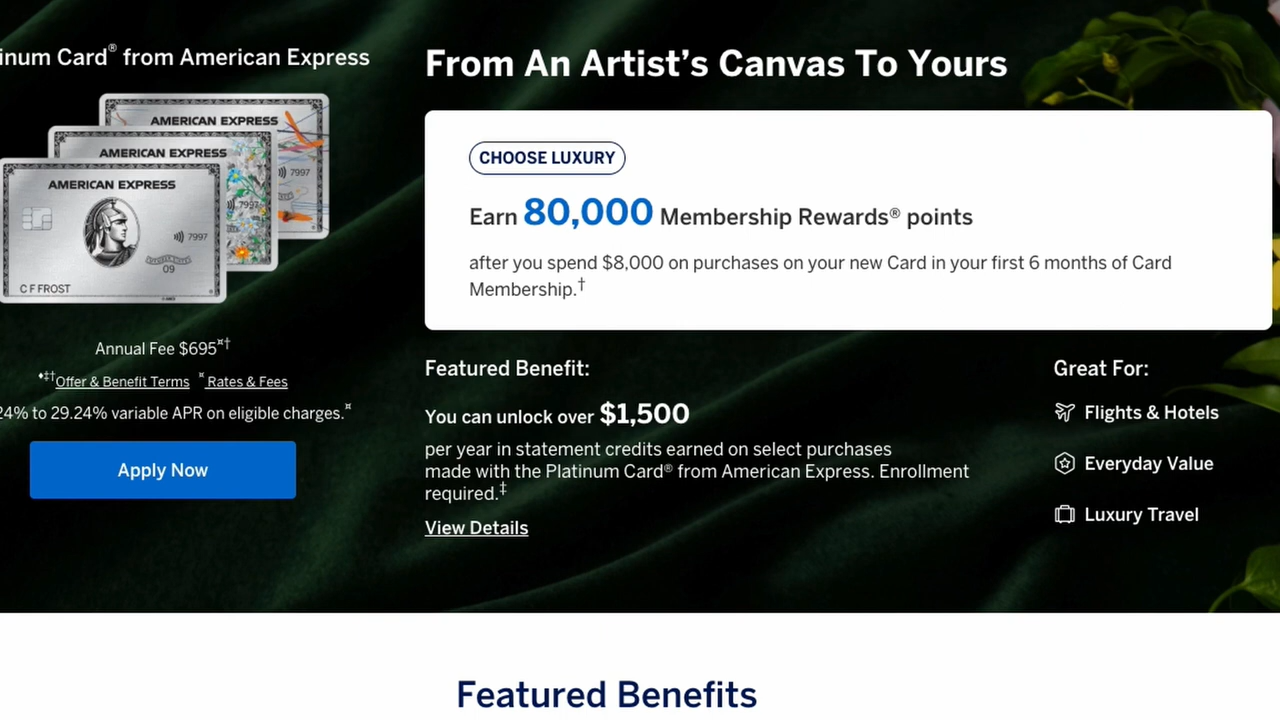 inum Card® from American Express
AMERICAN EXPRESS
7997
AMERICAN EXPRESS
7997
AMERICAN EXPRESS
7997
09
C F FROST
Annual Fee $695¤†
♦‡†Offer & Benefit Terms ¤ Rates & Fees
24% to 29.24% variable APR on eligible charges.¤
Apply Now
From An Artist’s Canvas To Yours
CHOOSE LUXURY
Earn 80,000 Membership Rewards® points
after you spend $8,000 on purchases on your new Card in your first 6 months of Card
Membership.†
Featured Benefit:
You can unlock over $1,500
per year in statement credits earned on select purchases
made with the Platinum Card® from American Express. Enrollment
required.‡
View Details
Great For:
Flights & Hotels
Everyday Value
Luxury Travel
Featured Benefits